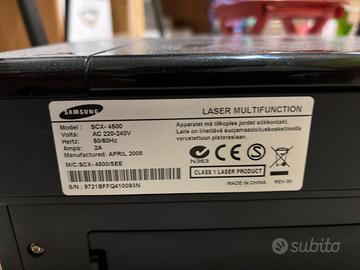 SAMSUNG
LASER MULTIFUNCTION
Model : SCX- 4500
Volts: AC 220-240V
Hertz: 50/60Hz
Amps: 2A
Manufactured: APRIL 2008
M/C: SCX- 4500/SEE
S/N : 9721BFFQ410093N
Apparatet må tilkoples jordet stikkontakt.
Laite on liitettävä suojamaadoituskoskettimilla
varustettuun pistorasiaan.
N363
CLASS 1 LASER PRODUCT
MADE IN CHINA
REV 00
subito